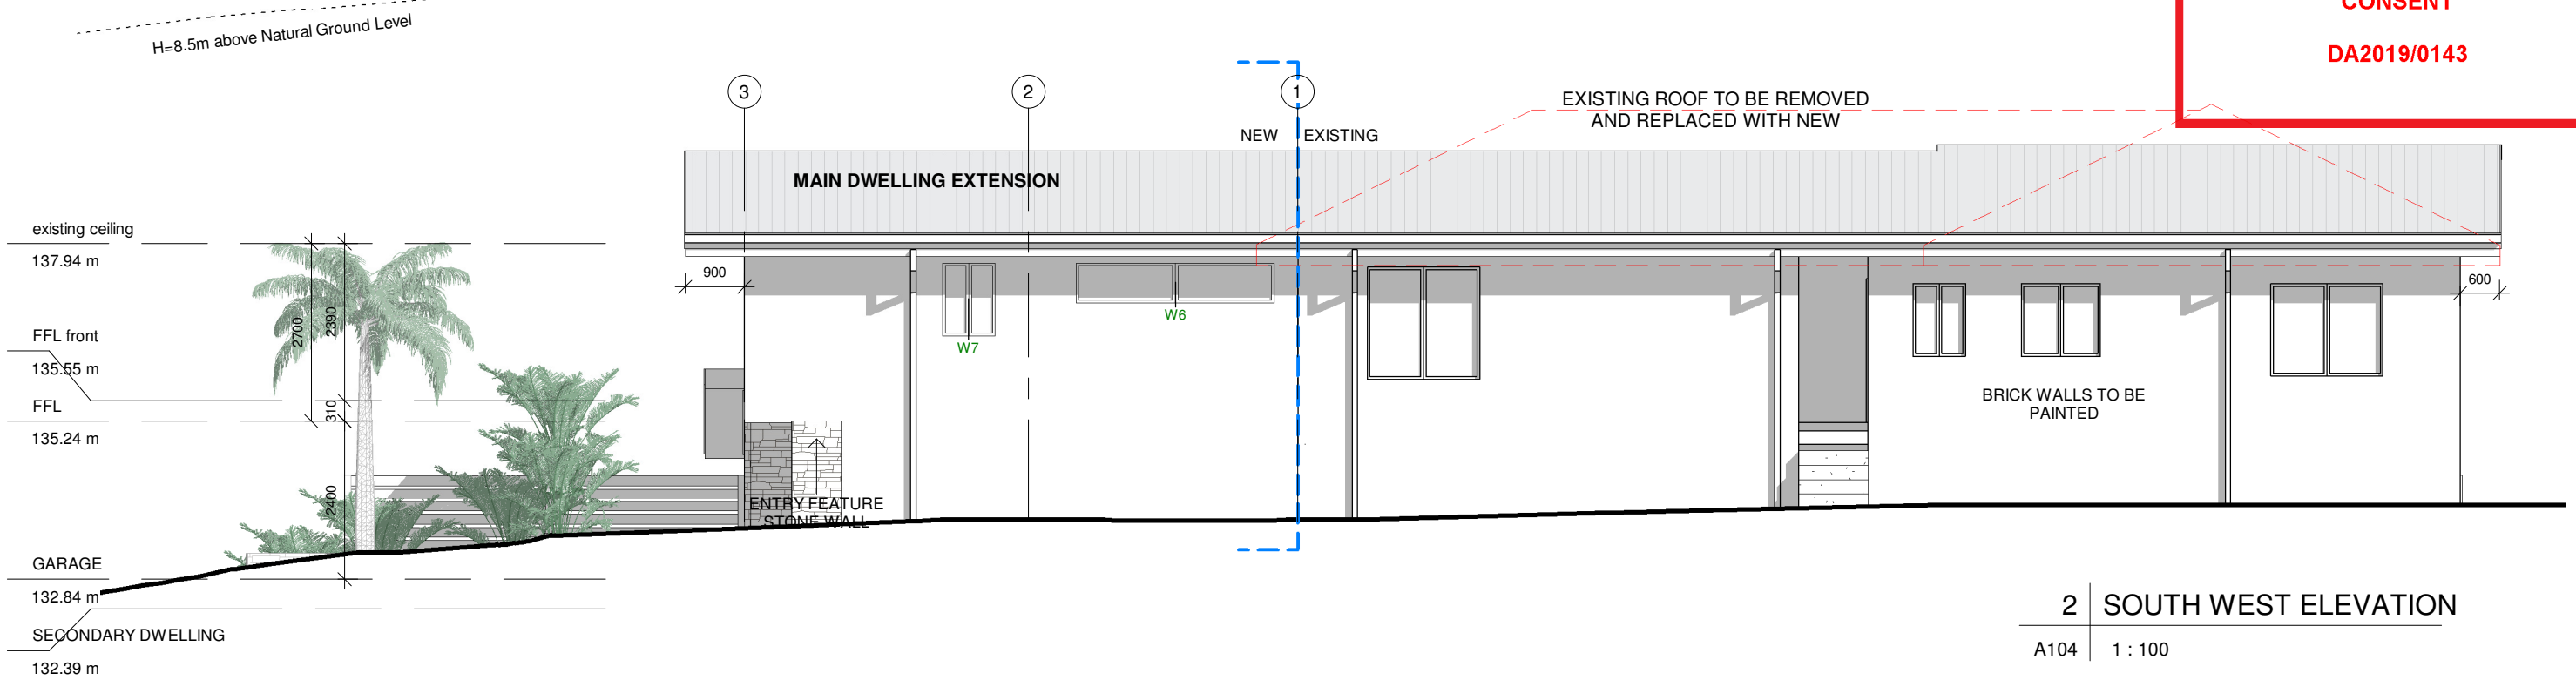 CONSENT
DA2019/0143
H=8.5m above Natural Ground Level
3
2
1
NEW
EXISTING
EXISTING ROOF TO BE REMOVED
AND REPLACED WITH NEW
MAIN DWELLING EXTENSION
existing ceiling
137.94 m
900
600
2700
2390
W6
W7
FFL front
135.55 m
FFL
135.24 m
310
BRICK WALLS TO BE
PAINTED
2400
ENTRY FEATURE
STONE WALL
GARAGE
132.84 m
SECONDARY DWELLING
132.39 m
2
SOUTH WEST ELEVATION
A104
1 : 100